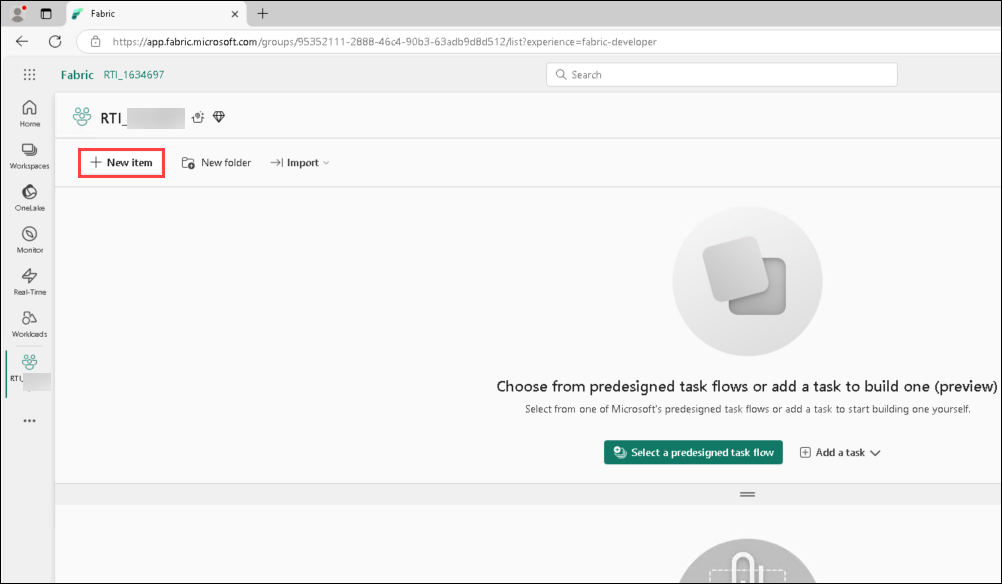 Fabric
https://app.fabric.microsoft.com/groups/95352111-2888-46c4-90b3-63adb9d8d512/list?experience=fabric-developer
Fabric RTI_1634697
Search
Home
Workspaces
OneLake
Monitor
Real-Time
Workloads
RTI_
RTI_
New item
New folder
Import
Choose from predesigned task flows or add a task to build one (preview)
Select from one of Microsoft's predesigned task flows or add a task to start building one yourself.
Select a predesigned task flow
Add a task